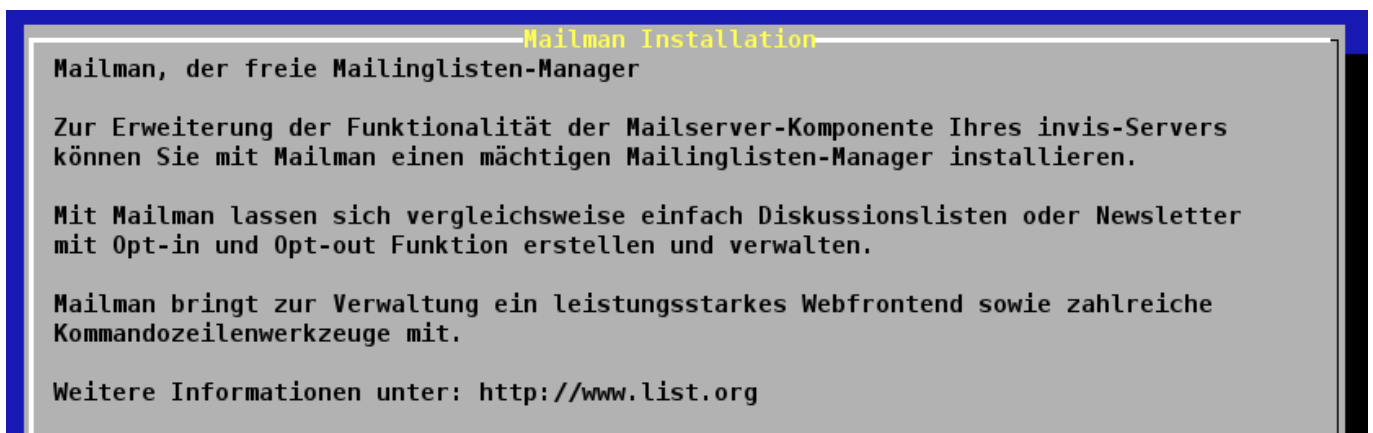 Mailman Installation
Mailman, der freie Mailinglisten-Manager
Zur Erweiterung der Funktionalität der Mailserver-Komponente Ihres invis-Servers
können Sie mit Mailman einen mächtigen Mailinglisten-Manager installieren.
Mit Mailman lassen sich vergleichsweise einfach Diskussionslisten oder Newsletter
mit Opt-in und Opt-out Funktion erstellen und verwalten.
Mailman bringt zur Verwaltung ein leistungsstarkes Webfrontend sowie zahlreiche
Kommandozeilenwerkzeuge mit.
Weitere Informationen unter: http://www.list.org